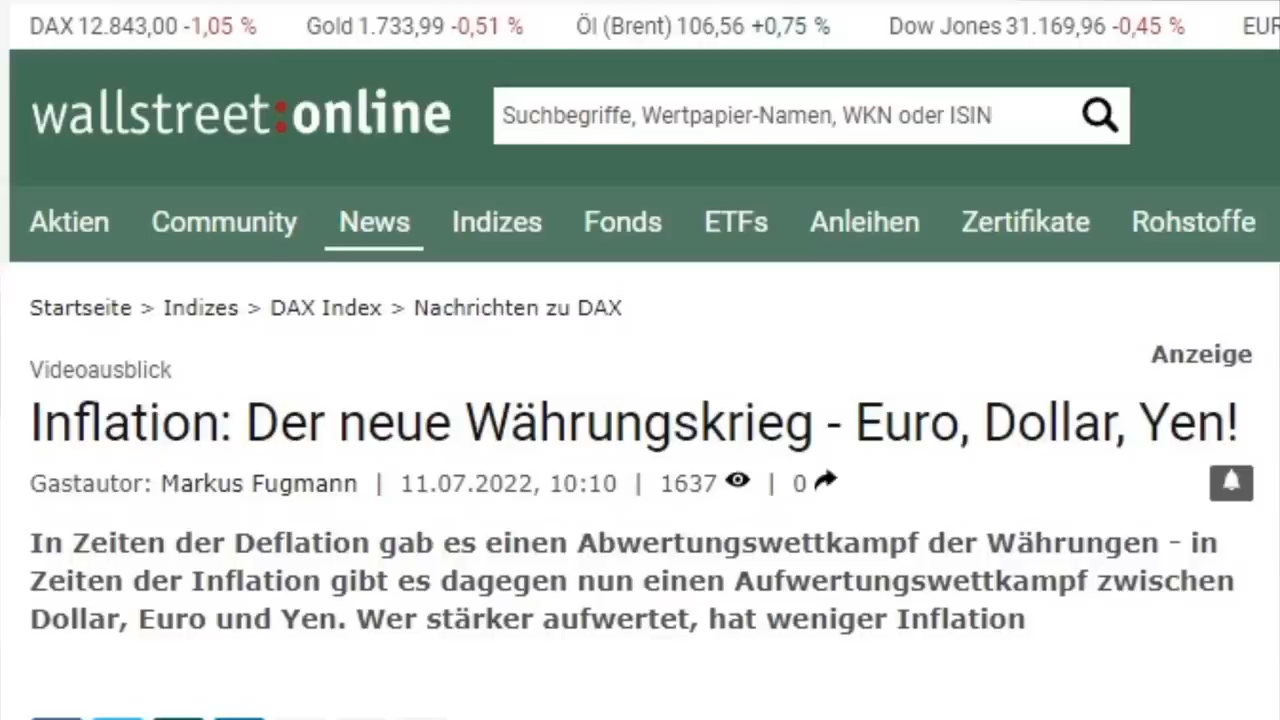 DAX 12.843,00 -1,05 % Gold 1.733,99 -0,51 % Öl (Brent) 106,56 +0,75 % Dow Jones 31.169,96 -0,45 % EUR
wallstreet:online
Suchbegriffe, Wertpapier-Namen, WKN oder ISIN
Aktien Community News Indizes Fonds ETFs Anleihen Zertifikate Rohstoffe
Startseite > Indizes > DAX Index > Nachrichten zu DAX
Anzeige
Videoausblick
Inflation: Der neue Währungskrieg - Euro, Dollar, Yen!
Gastautor: Markus Fugmann | 11.07.2022, 10:10 | 1637 | 0
In Zeiten der Deflation gab es einen Abwertungswettkampf der Währungen - in
Zeiten der Inflation gibt es dagegen nun einen Aufwertungswettkampf zwischen
Dollar, Euro und Yen. Wer stärker aufwertet, hat weniger Inflation